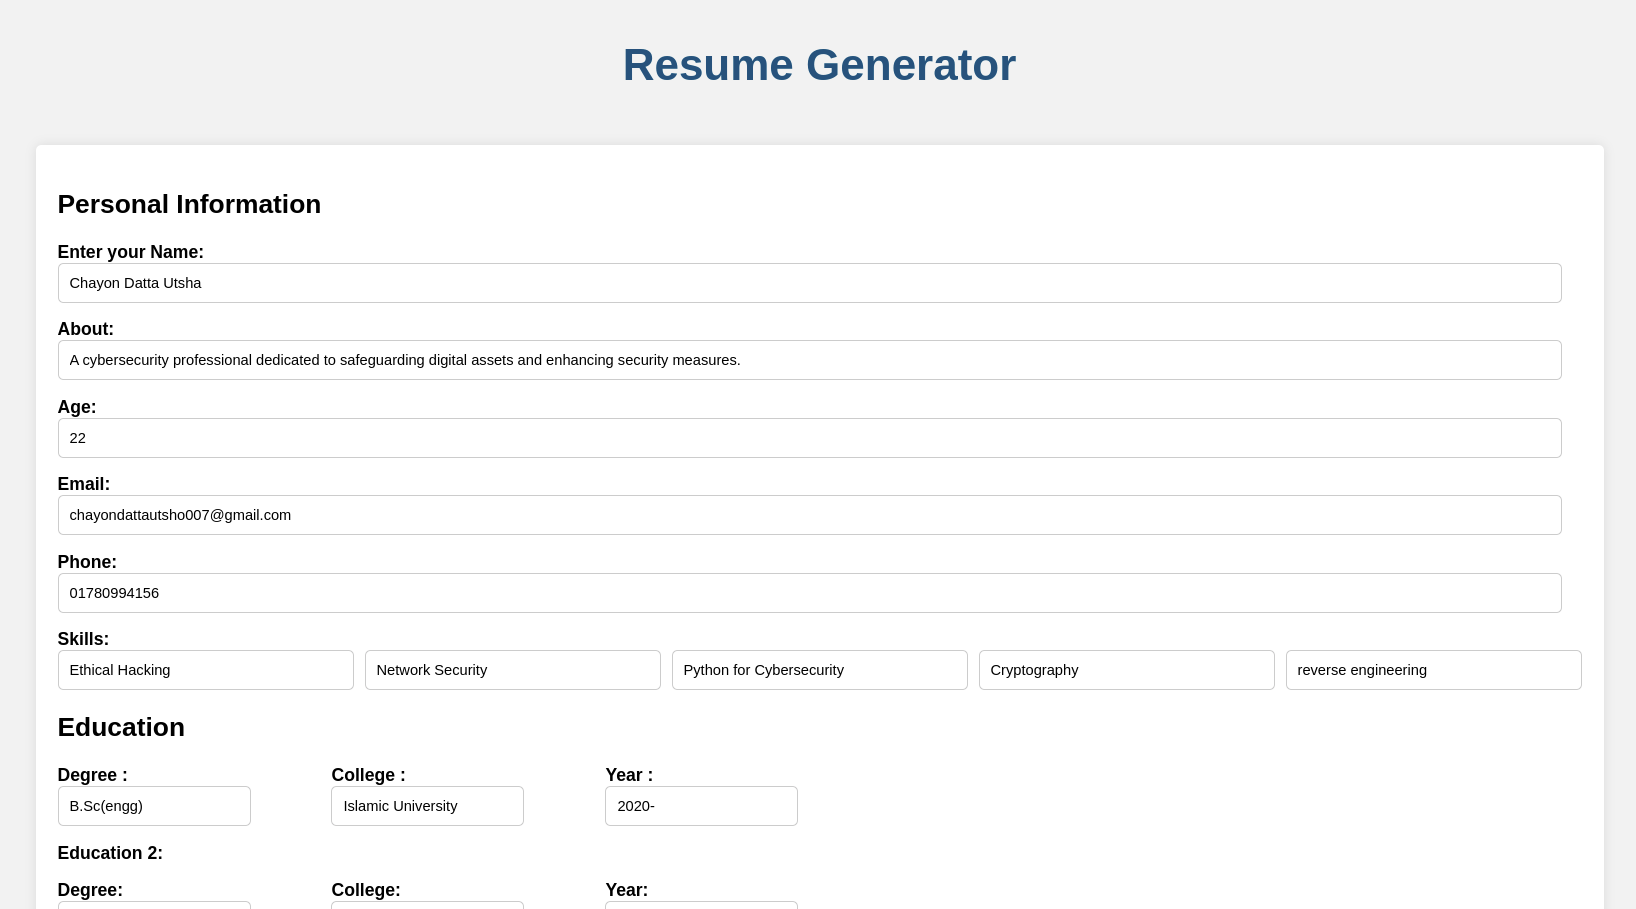 Resume Generator
Personal Information
Enter your Name:
Chayon Datta Utsha
About:
A cybersecurity professional dedicated to safeguarding digital assets and enhancing security measures.
Age:
22
Email:
chayondattautsho007@gmail.com
Phone:
01780994156
Skills:
Ethical Hacking Network Security Python for Cybersecurity Cryptography reverse engineering
Education
Degree : College : Year :
B.Sc(engg) Islamic University 2020-
Education 2:
Degree: College: Year: